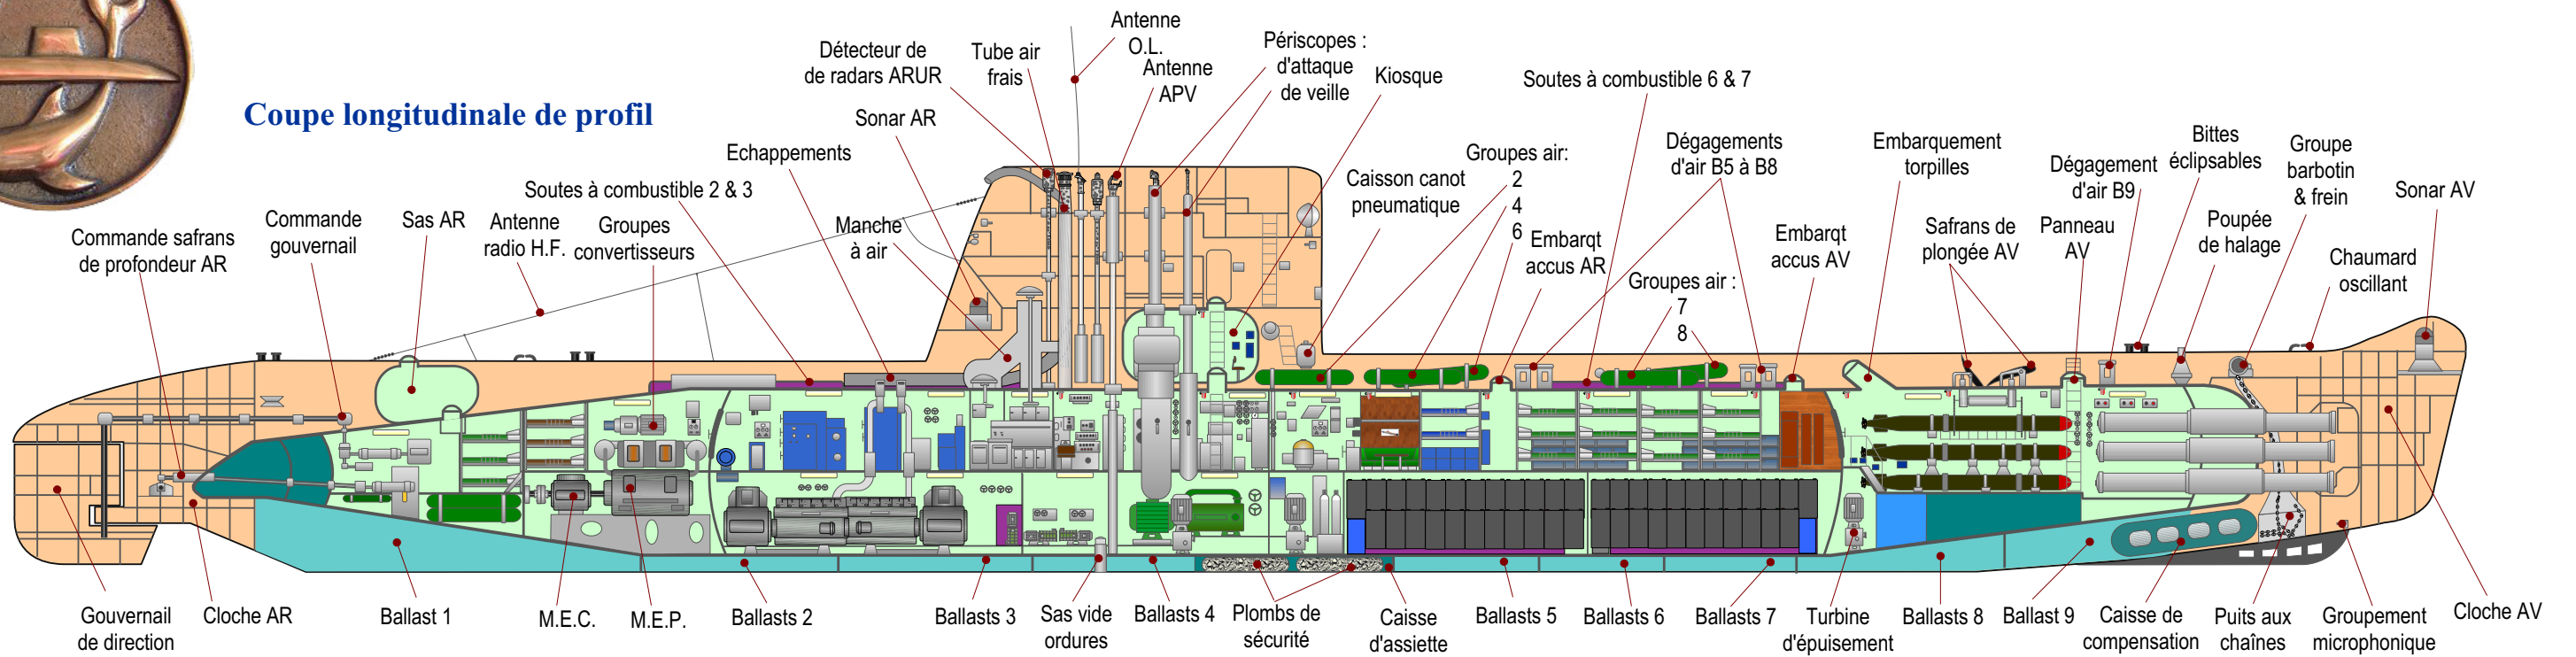 Coupe longitudinale de profil
Commande safrans
de profondeur AR
Commande
gouvernail
Sas AR
Antenne
radio H.F.
Soutes à combustible 2 & 3
Groupes
convertisseurs
Echappements
Manche
à air
Sonar AR
Détecteur de
de radars ARUR
Tube air
frais
Antenne
O.L.
Antenne
APV
Périscopes :
d'attaque
de veille
Kiosque
Caisson canot
pneumatique
Groupes air:
2
4
6
Embarqt
accus AR
Soutes à combustible 6 & 7
Groupes air :
7
8
Dégagements
d'air B5 à B8
Embarqt
accus AV
Embarquement
torpilles
Safrans de
plongée AV
Panneau
AV
Dégagement
d'air B9
Bittes
éclipsables
Poupée
de halage
Groupe
barbotin
& frein
Chaumard
oscillant
Sonar AV
Gouvernail
de direction
Cloche AR
Ballast 1
M.E.C.
M.E.P.
Ballasts 2
Ballasts 3
Sas vide
ordures
Ballasts 4
Plombs de
sécurité
Caisse
d'assiette
Ballasts 5
Ballasts 6
Ballasts 7
Turbine
d'épuisement
Ballasts 8
Ballast 9
Caisse de
compensation
Puits aux
chaînes
Groupement
microphonique
Cloche AV